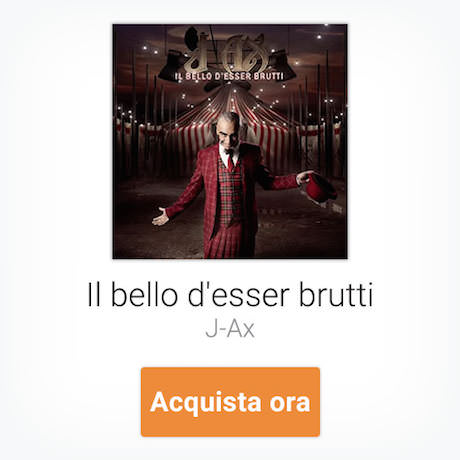 J-AX
IL BELLO D'ESSER BRUTTI
Il bello d'esser brutti
J-Ax
Acquista ora